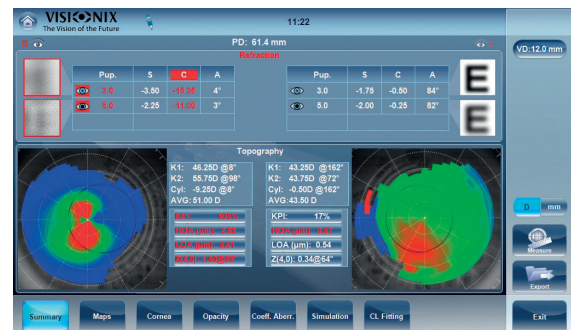 VISIONIX
The Vision of the Future
11:22
R
PD: 61.4 mm
L
VD:12.0 mm
Refraction
Pup. S C A
3.0 -3.50 4°
5.0 -2.25 -11.00 3°
Pup. S C A
3.0 -1.75 -0.50 84°
5.0 -2.00 -0.25 82°
E
E
Topography
K1: 46.25D @8°
K2: 55.75D @98°
Cyl: -9.25D @8°
AVG: 51.00 D
K1: 43.25D @162°
K2: 43.75D @72°
Cyl: -0.50D @162°
AVG: 43.50 D
KPI: 17%
LOA (µm): 0.54
Z(4,0): 0.34@64°
D mm
Measure
Export
Summary Maps Cornea Opacity Coeff. Aberr. Simulation CL Fitting Exit